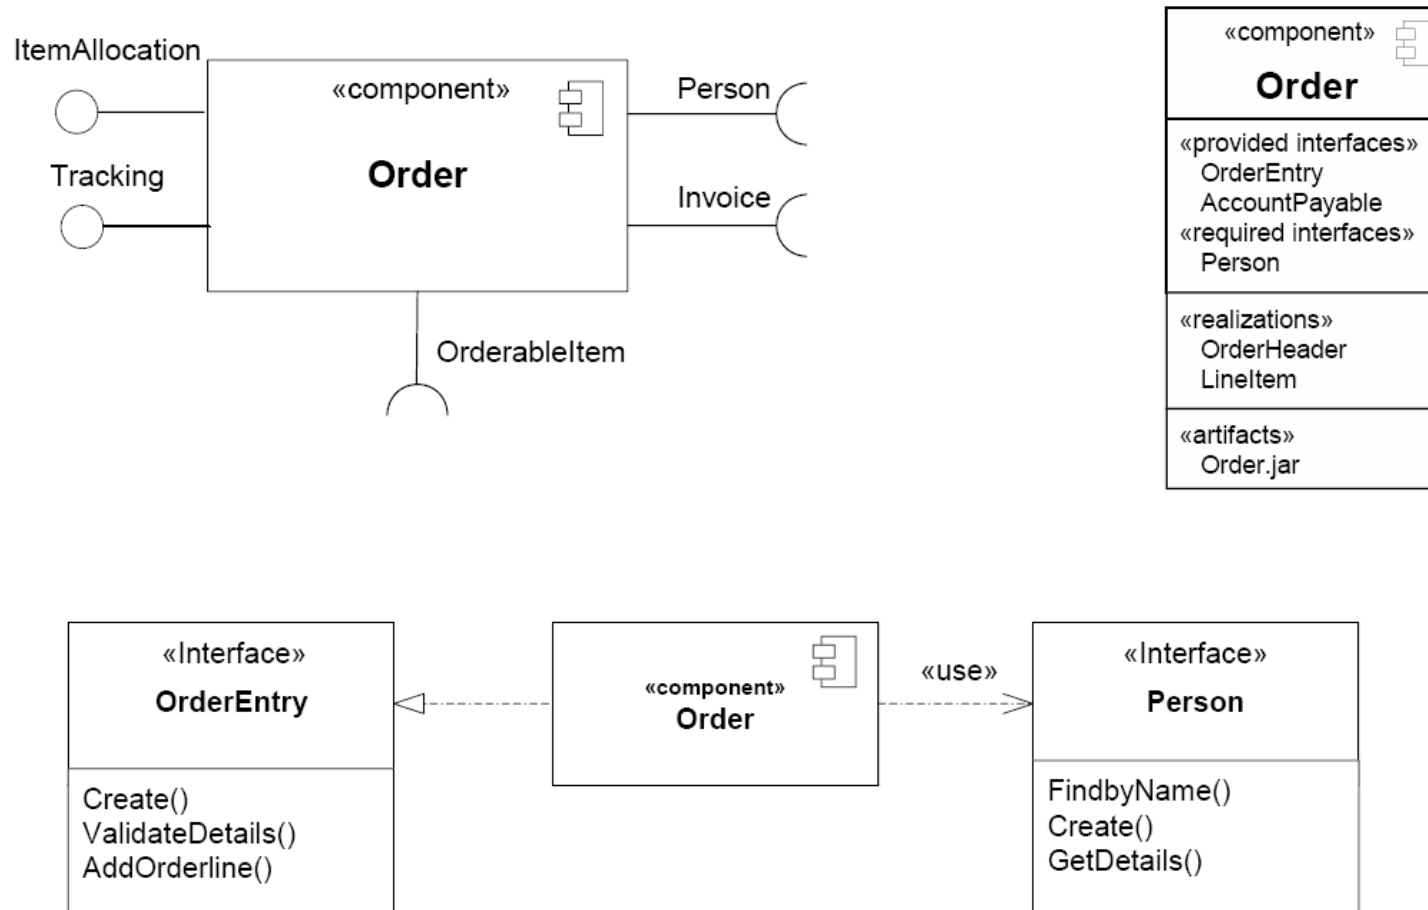 ItemAllocation
Tracking
«component»
Order
Person
Invoice
OrderableItem
«component»
Order
«provided interfaces»
OrderEntry
AccountPayable
«required interfaces»
Person
«realizations»
OrderHeader
LineItem
«artifacts»
Order.jar
«Interface»
OrderEntry
Create()
ValidateDetails()
AddOrderline()
«component»
Order
«use»
«Interface»
Person
FindbyName()
Create()
GetDetails()